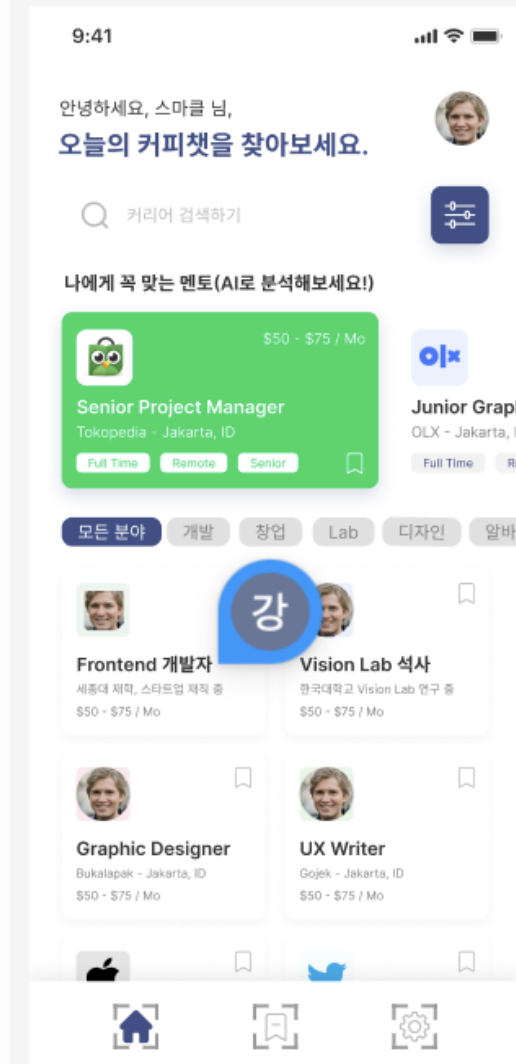 9:41
안녕하세요, 스마클 님,
오늘의 커피챗을 찾아보세요.
커리어 검색하기
나에게 꼭 맞는 멘토(AI로 분석해보세요!)
$50 - $75 / Mo
Senior Project Manager
Tokopedia - Jakarta, ID
Full Time Remote Senior
olx
Junior Graphi
OLX - Jakarta,
Full Time
모든 분야 개발 창업 Lab 디자인 알바
강
Frontend 개발자
세종대 재학, 스타트업 재직 중
$50 - $75 / Mo
Vision Lab 석사
한국대학교 Vision Lab 연구 중
$50 - $75 / Mo
Graphic Designer
Bukalapak - Jakarta, ID
$50 - $75 / Mo
UX Writer
Gojek - Jakarta, ID
$50 - $75 / Mo